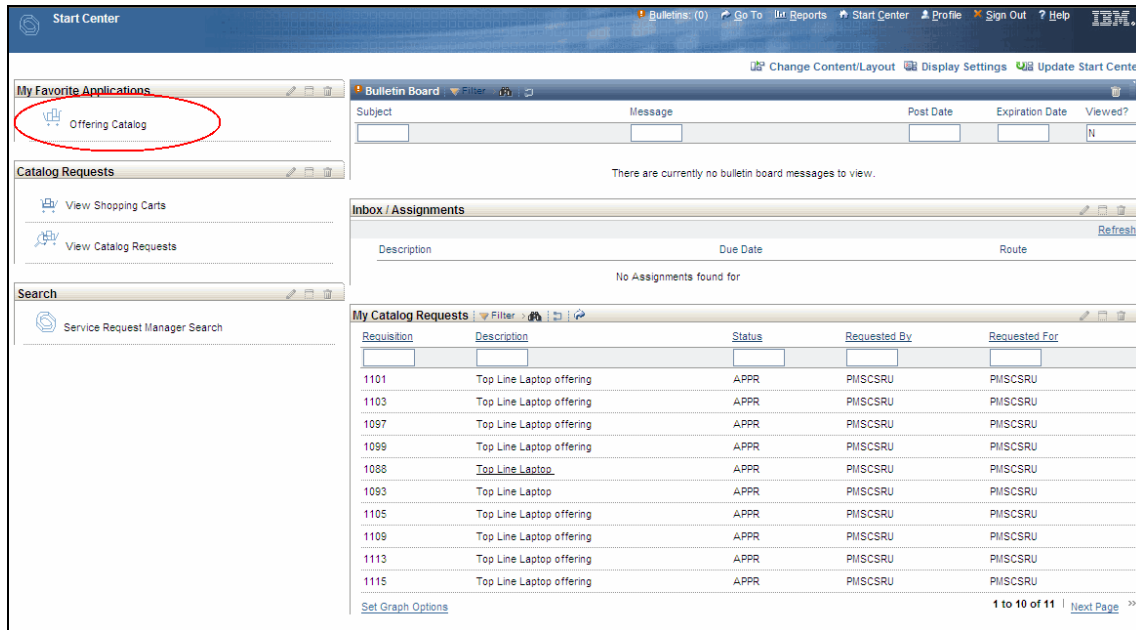 Start Center
Bulletins: (0) Go To Reports Start Center Profile Sign Out ? Help IBM.
Change Content/Layout Display Settings Update Start Cente
My Favorite Applications
Offering Catalog
Catalog Requests
View Shopping Carts
View Catalog Requests
Search
Service Request Manager Search
Bulletin Board Filter
Subject Message Post Date Expiration Date Viewed?
N
There are currently no bulletin board messages to view.
Inbox / Assignments
Refresh
Description Due Date Route
No Assignments found for
My Catalog Requests Filter
Requisition Description Status Requested By Requested For
1101 Top Line Laptop offering APPR PMSCSRU PMSCSRU
1103 Top Line Laptop offering APPR PMSCSRU PMSCSRU
1097 Top Line Laptop offering APPR PMSCSRU PMSCSRU
1099 Top Line Laptop offering APPR PMSCSRU PMSCSRU
1088 Top Line Laptop APPR PMSCSRU PMSCSRU
1093 Top Line Laptop APPR PMSCSRU PMSCSRU
1105 Top Line Laptop offering APPR PMSCSRU PMSCSRU
1109 Top Line Laptop offering APPR PMSCSRU PMSCSRU
1113 Top Line Laptop offering APPR PMSCSRU PMSCSRU
1115 Top Line Laptop offering APPR PMSCSRU PMSCSRU
Set Graph Options 1 to 10 of 11 | Next Page »